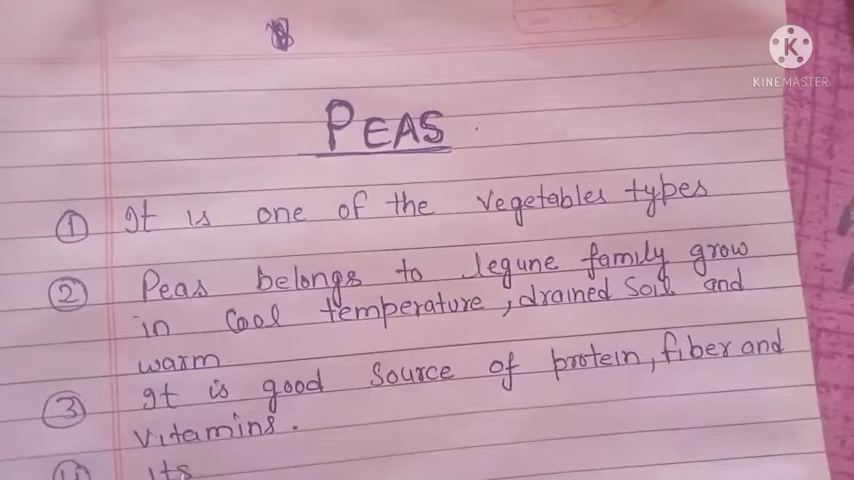 KINEMASTER
PEAS
① It is one of the vegetables types
② Peas belongs to legune family grow
in Cool temperature, drained Soil and
warm
③ It is good Source of protein, fiber and
vitamins.
its